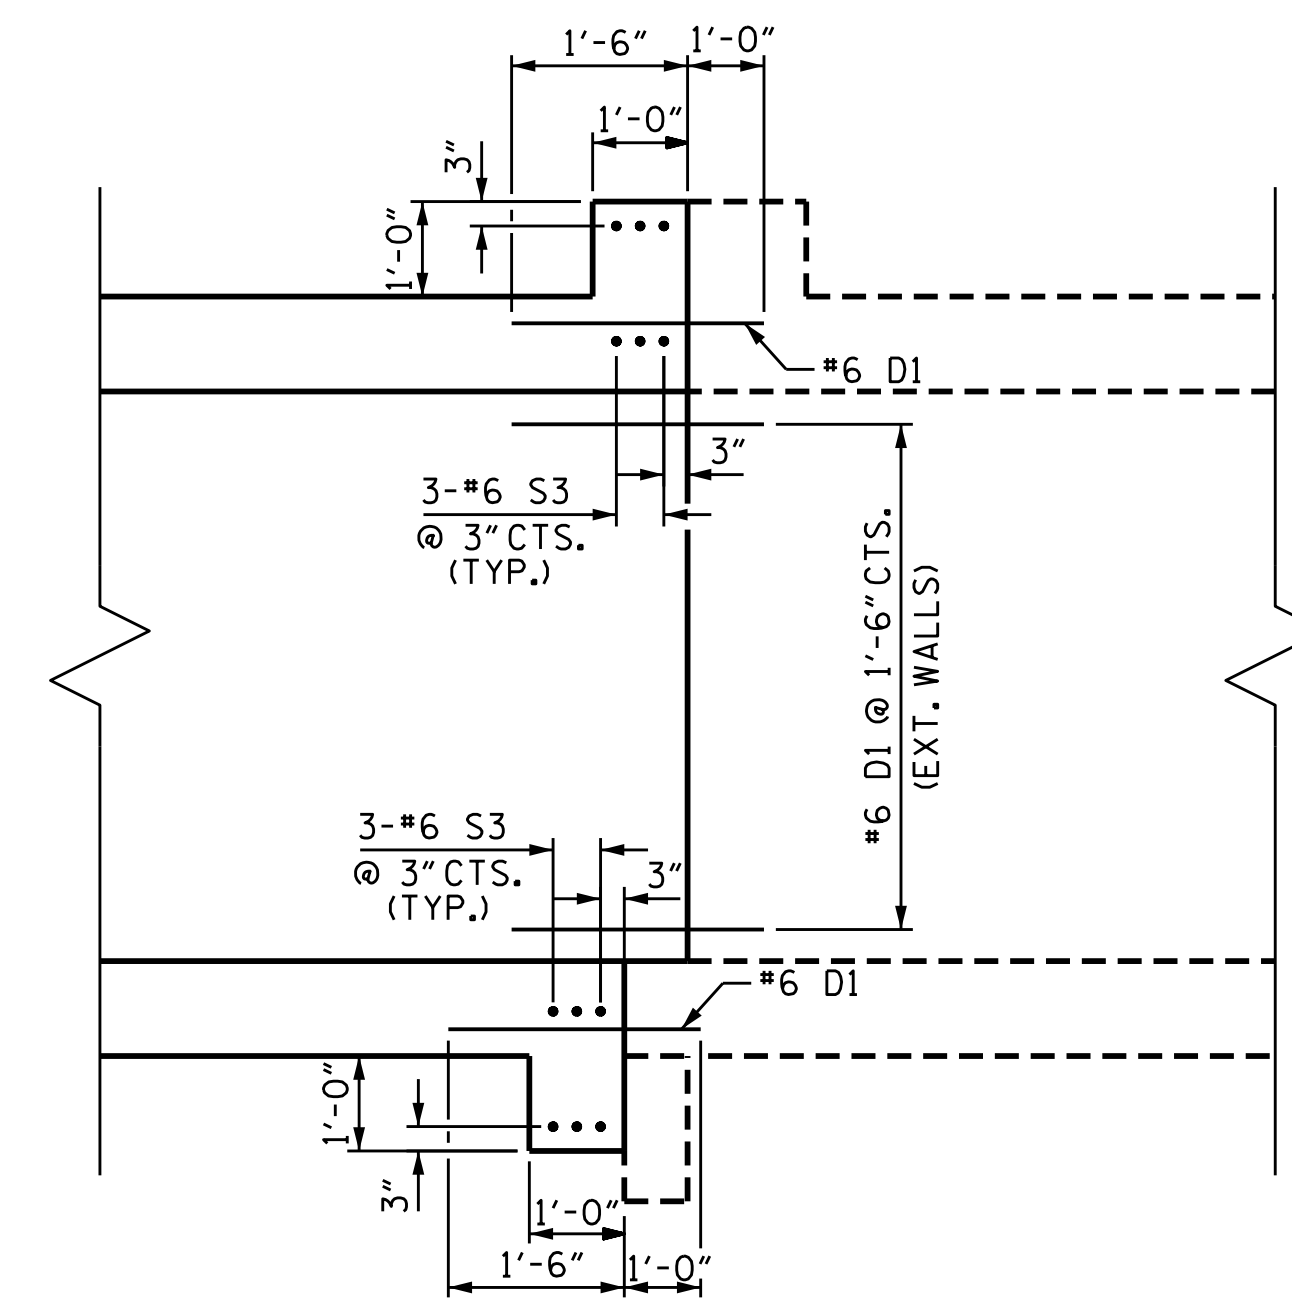 1'-6"
1'-0"
1'-0"
3"
1'-0"
#6 D1
3"
3-#6 S3
@ 3"CTS.
(TYP.)
#6 D1 @ 1'-6"CTS.
(EXT. WALLS)
3-#6 S3
@ 3"CTS.
(TYP.)
3"
#6 D1
1'-0"
3"
1'-0"
1'-6"
1'-0"